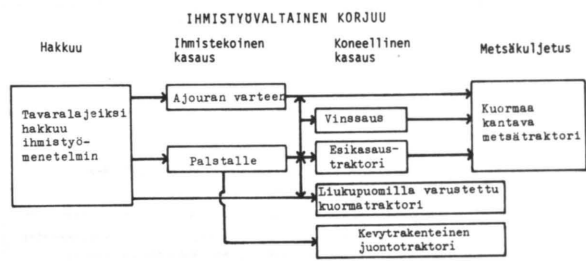 IHMISTYÖVALTAINEN KORJUU
Hakkuu
Ihmistekoinen
kasaus
Koneellinen
kasaus
Metsäkuljetus
Tavaralajeiksi
hakkuu
ihmistyö-
menetelmin
Ajouran varteen
Palstalle
Vinssaus
Esikasaus-
traktori
Liukupuomilla varustettu
kuormatraktori
Kevytrakenteinen
juontotraktori
Kuormaa
kantava
metsätraktori